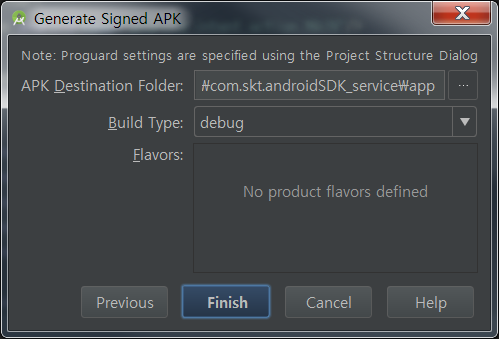 Generate Signed APK
Note: Proguard settings are specified using the Project Structure Dialog
APK Destination Folder: ₩com.skt.androidSDK_service₩app ...
Build Type: debug
Flavors:
No product flavors defined
Previous Finish Cancel Help